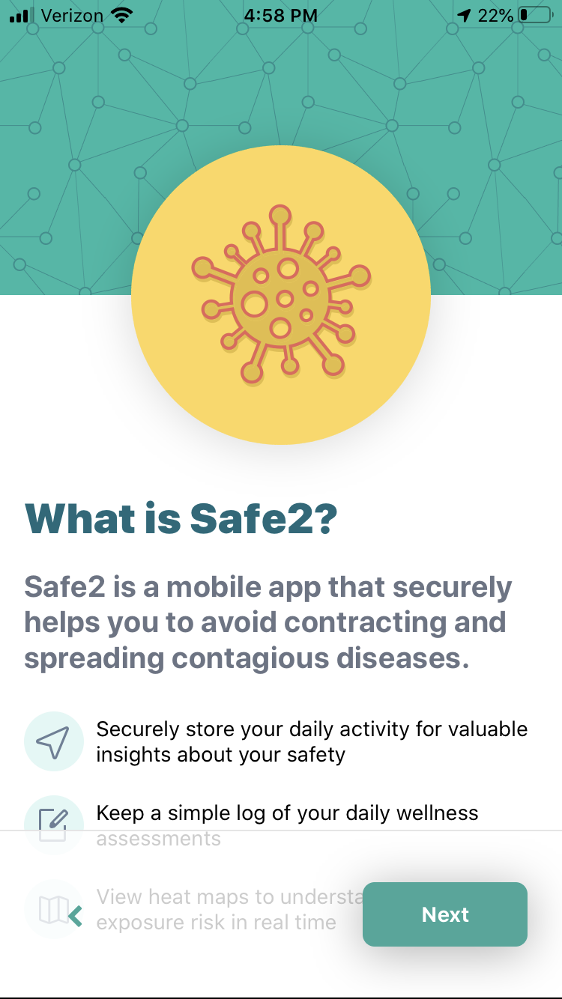 Verizon 4:58 PM 22%
What is Safe2?
Safe2 is a mobile app that securely
helps you to avoid contracting and
spreading contagious diseases.
Securely store your daily activity for valuable
insights about your safety
Keep a simple log of your daily wellness
assessments
View heat maps to understa
exposure risk in real time
Next